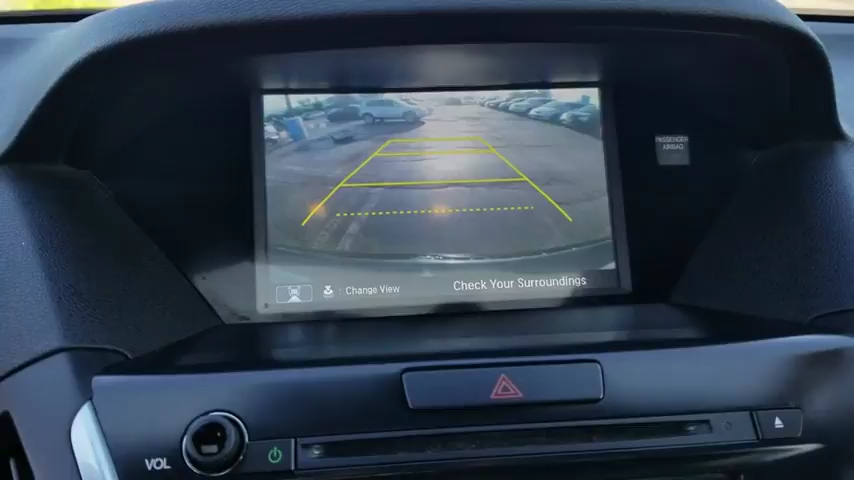 PASSENGER
AIRBAG
: Change View
Check Your Surroundings
VOL